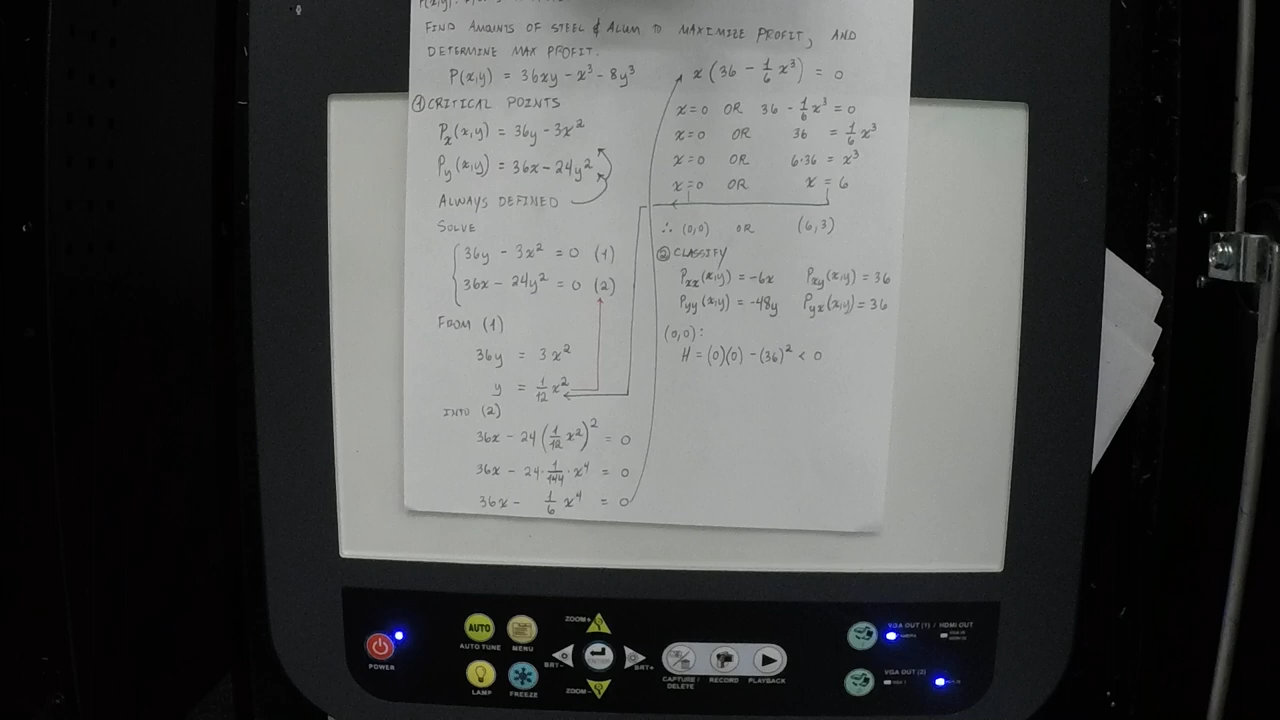 P(x,y):
FIND AMOUNTS OF STEEL & ALUM TO MAXIMIZE PROFIT, AND
DETERMINE MAX PROFIT.
P(x,y) = 36xy - x³ - 8y³
① CRITICAL POINTS
Pₓ(x,y) = 36y - 3x²
Pᵧ(x,y) = 36x - 24y²
ALWAYS DEFINED
SOLVE
36y - 3x² = 0 (1)
36x - 24y² = 0 (2)
FROM (1)
36y = 3x²
y = 1/12 x²
INTO (2)
36x - 24(1/12 x²)² = 0
36x - 24·1/144·x⁴ = 0
36x - 1/6 x⁴ = 0
x(36 - 1/6 x³) = 0
x=0 OR 36 - 1/6 x³ = 0
x=0 OR 36 = 1/6 x³
x=0 OR 6·36 = x³
x=0 OR x = 6
∴ (0,0) OR (6,3)
② CLASSIFY
Pxx(x,y) = -6x Pxy(x,y) = 36
Pyy(x,y) = -48y Pyx(x,y) = 36
(0,0):
H = (0)(0) - (36)² < 0
POWER
AUTO
AUTO TUNE
MENU
LAMP
FREEZE
ZOOM+
BRT-
BRT+
ZOOM-
CAPTURE / DELETE
RECORD
PLAYBACK
VGA OUT (1) / HDMI OUT
VGA OUT (2)